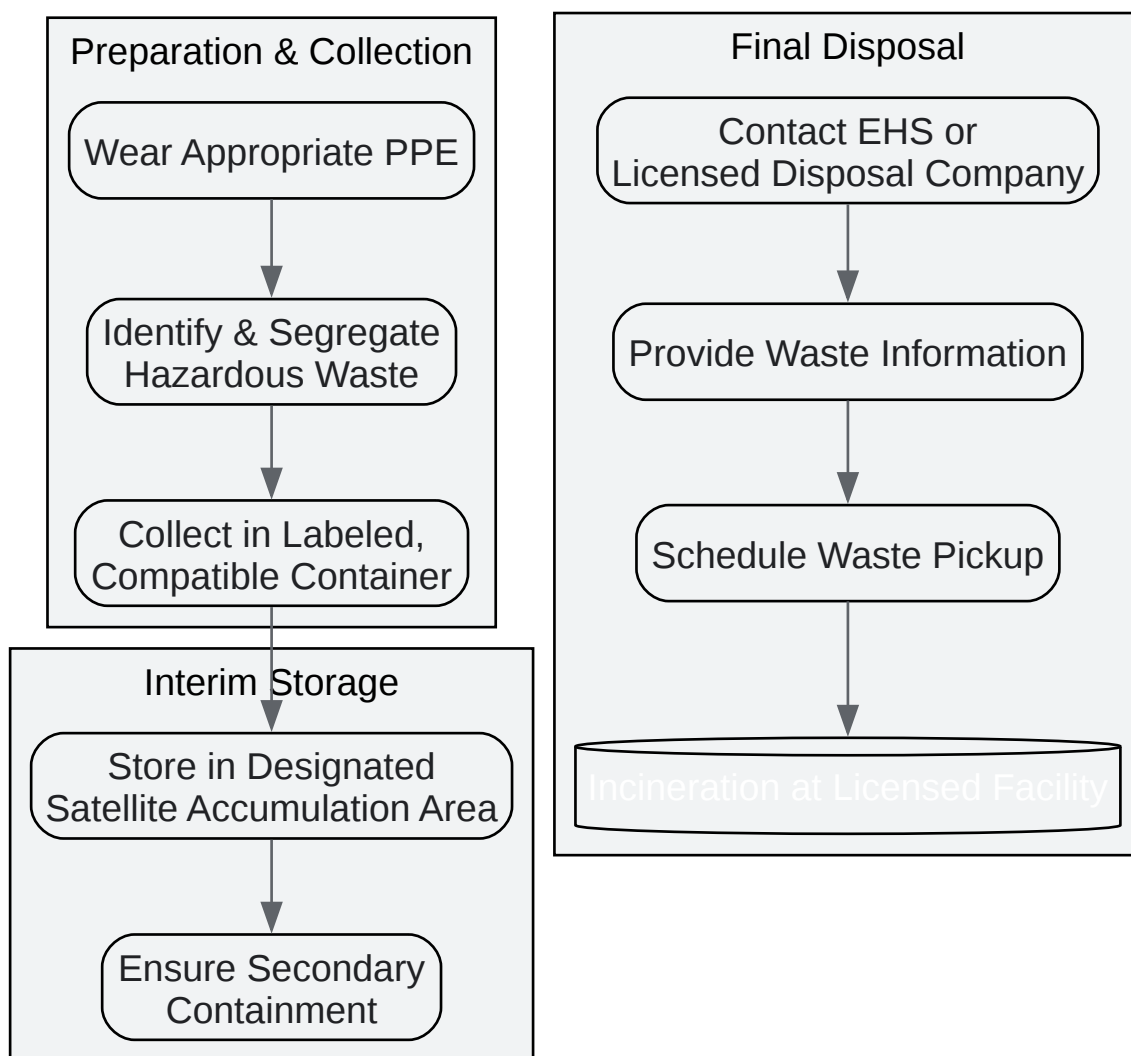 Preparation & Collection
Wear Appropriate PPE
Identify & Segregate
Hazardous Waste
Collect in Labeled,
Compatible Container
Interim Storage
Store in Designated
Satellite Accumulation Area
Ensure Secondary
Containment
Final Disposal
Contact EHS or
Licensed Disposal Company
Provide Waste Information
Schedule Waste Pickup
Incineration at Licensed Facility